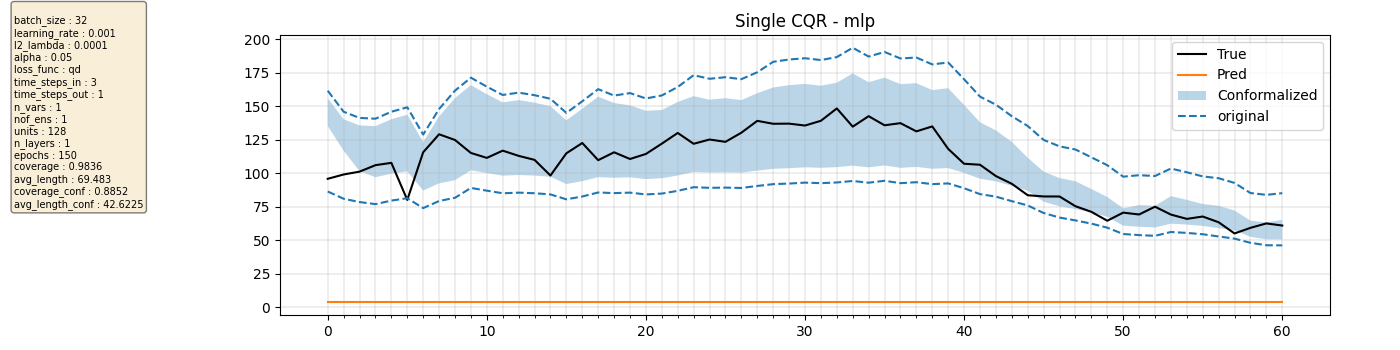 batch_size : 32
learning_rate : 0.001
l2_lambda : 0.0001
alpha : 0.05
loss_func : qd
time_steps_in : 3
time_steps_out : 1
n_vars : 1
nof_ens : 1
units : 128
n_layers : 1
epochs : 150
coverage : 0.9836
avg_length : 69.483
coverage_conf : 0.8852
avg_length_conf : 42.6225
Single CQR - mlp
200
175
150
125
100
75
50
25
0
True
Pred
Conformalized
original
0 10 20 30 40 50 60